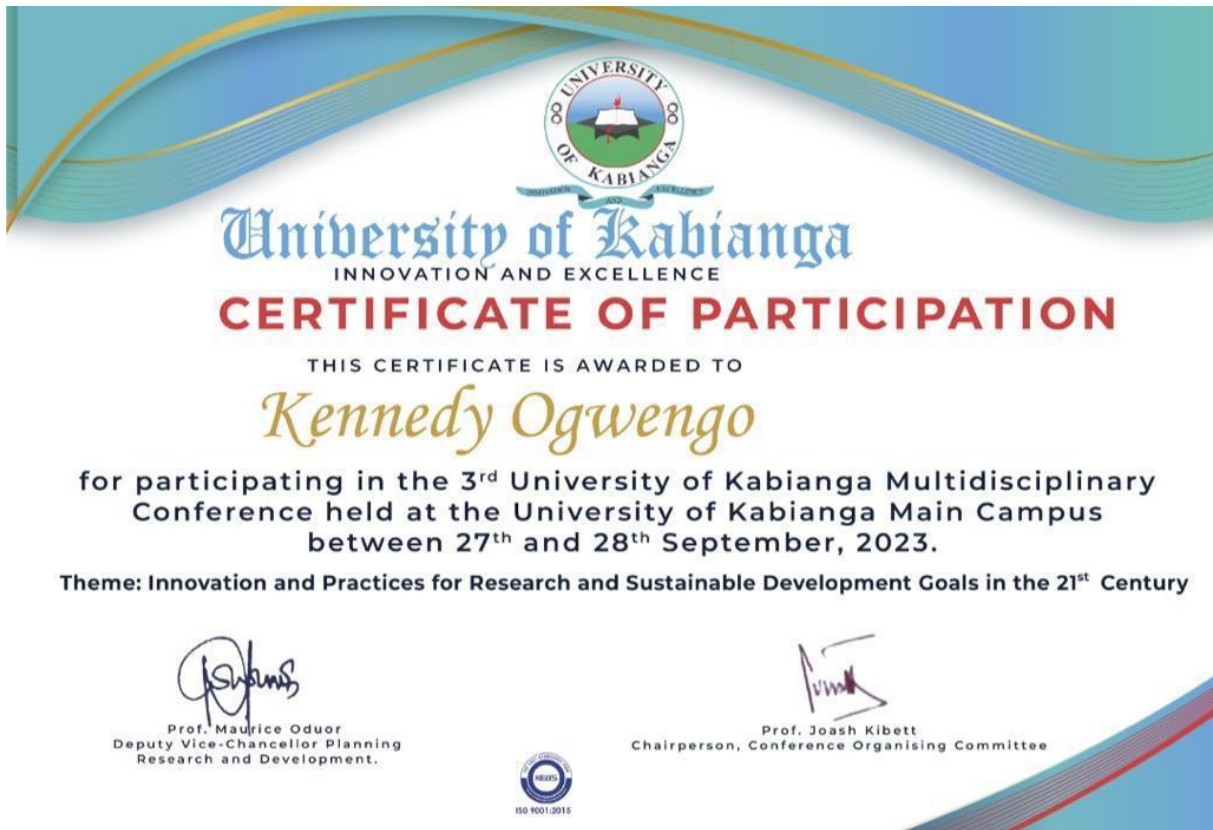 UNIVERSITY OF KABIANGA
INNOVATION AND EXCELLENCE
University of Kabianga
INNOVATION AND EXCELLENCE
CERTIFICATE OF PARTICIPATION
THIS CERTIFICATE IS AWARDED TO
Kennedy Ogwengo
for participating in the 3rd University of Kabianga Multidisciplinary
Conference held at the University of Kabianga Main Campus
between 27th and 28th September, 2023.
Theme: Innovation and Practices for Research and Sustainable Development Goals in the 21st Century
Prof. Maurice Oduor
Deputy Vice-Chancellor Planning
Research and Development.
Prof. Joash Kibett
Chairperson, Conference Organising Committee
KEBS
ISO 9001:2015